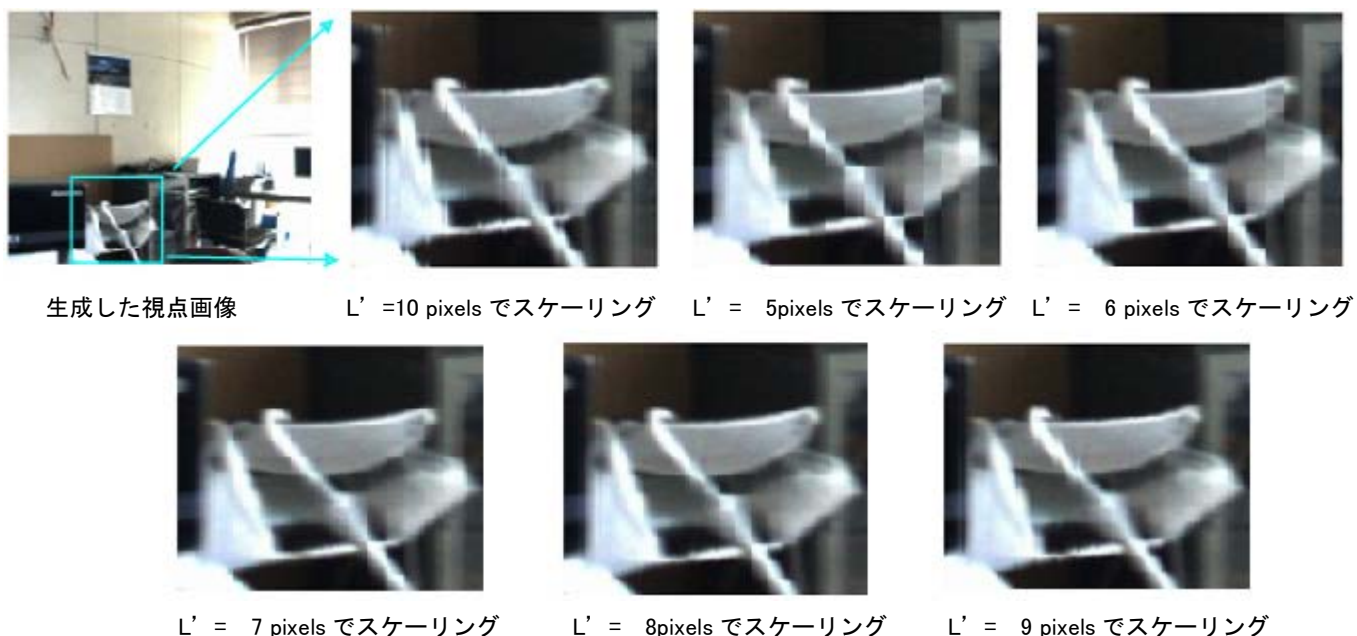 生成した視点画像
L’ =10 pixels でスケーリング
L’ = 5pixels でスケーリング
L’ = 6 pixels でスケーリング
L’ = 7 pixels でスケーリング
L’ = 8pixels でスケーリング
L’ = 9 pixels でスケーリング